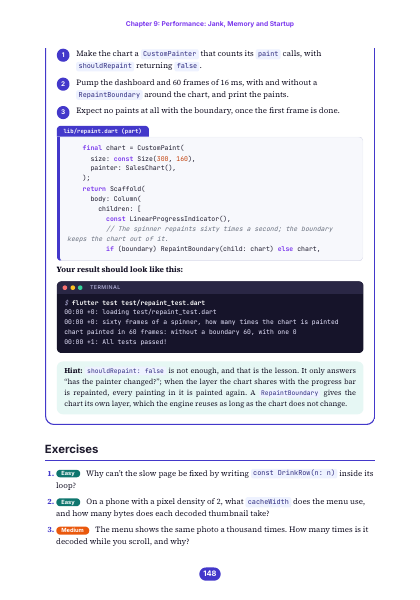 Chapter 9: Performance: Jank, Memory and Startup
1 Make the chart a CustomPainter that counts its paint calls, with
shouldRepaint returning false.
2 Pump the dashboard and 60 frames of 16 ms, with and without a
RepaintBoundary around the chart, and print the paints.
3 Expect no paints at all with the boundary, once the first frame is done.
lib/repaint.dart (part)
final chart = CustomPaint(
size: const Size(300, 160),
painter: SalesChart(),
);
return Scaffold(
body: Column(
children: [
const LinearProgressIndicator(),
// The spinner repaints sixty times a second; the boundary
keeps the chart out of it.
if (boundary) RepaintBoundary(child: chart) else chart,
Your result should look like this:
TERMINAL
$ flutter test test/repaint_test.dart
00:00 +0: loading test/repaint_test.dart
00:00 +0: sixty frames of a spinner, how many times the chart is painted
chart painted in 60 frames: without a boundary 60, with one 0
00:00 +1: All tests passed!
Hint: shouldRepaint: false is not enough, and that is the lesson. It only answers
“has the painter changed?”; when the layer the chart shares with the progress bar
is repainted, every painting in it is painted again. A RepaintBoundary gives the
chart its own layer, which the engine reuses as long as the chart does not change.
Exercises
1. Easy Why can't the slow page be fixed by writing const DrinkRow(n: n) inside its
loop?
2. Easy On a phone with a pixel density of 2, what cacheWidth does the menu use,
and how many bytes does each decoded thumbnail take?
3. Medium The menu shows the same photo a thousand times. How many times is it
decoded while you scroll, and why?
148